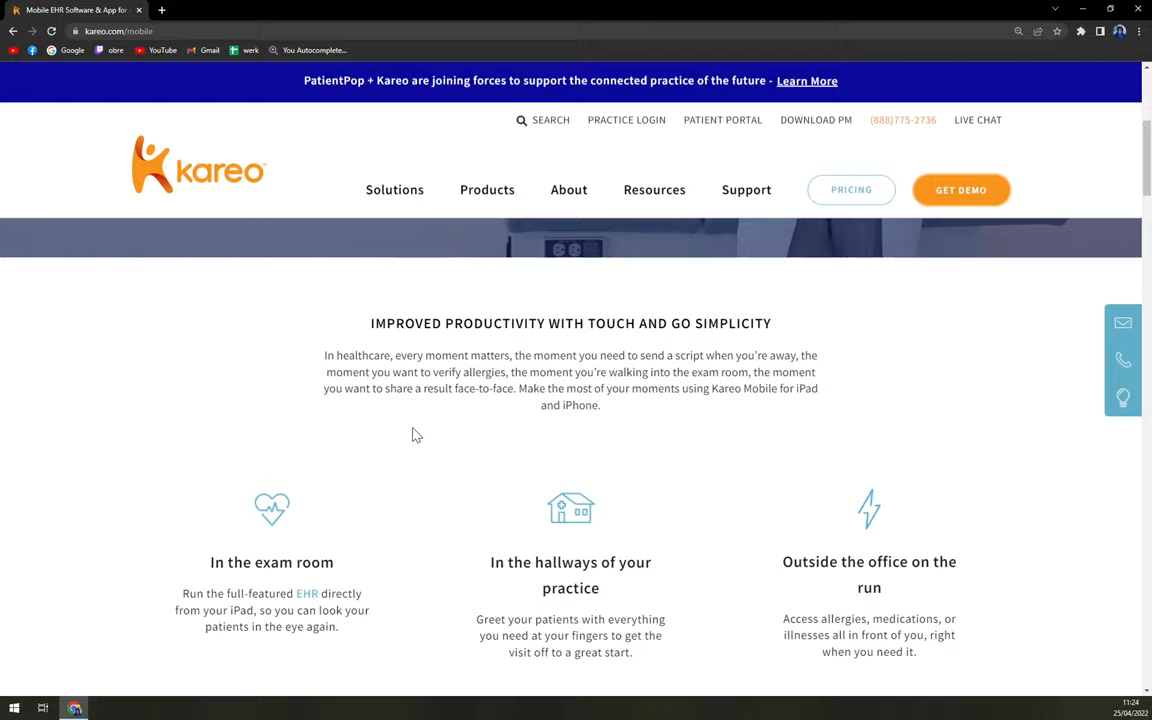 Mobile EHR Software & App for
kareo.com/mobile
Google
obre
YouTube
Gmail
werk
You Autocomplete...
PatientPop + Kareo are joining forces to support the connected practice of the future - Learn More
SEARCH
PRACTICE LOGIN
PATIENT PORTAL
DOWNLOAD PM
(888)775-2736
LIVE CHAT
kareo
Solutions
Products
About
Resources
Support
PRICING
GET DEMO
IMPROVED PRODUCTIVITY WITH TOUCH AND GO SIMPLICITY
In healthcare, every moment matters, the moment you need to send a script when you're away, the
moment you want to verify allergies, the moment you're walking into the exam room, the moment
you want to share a result face-to-face. Make the most of your moments using Kareo Mobile for iPad
and iPhone.
In the exam room
Run the full-featured EHR directly
from your iPad, so you can look your
patients in the eye again.
In the hallways of your
practice
Greet your patients with everything
you need at your fingers to get the
visit off to a great start.
Outside the office on the
run
Access allergies, medications, or
illnesses all in front of you, right
when you need it.
11:24
25/04/2022